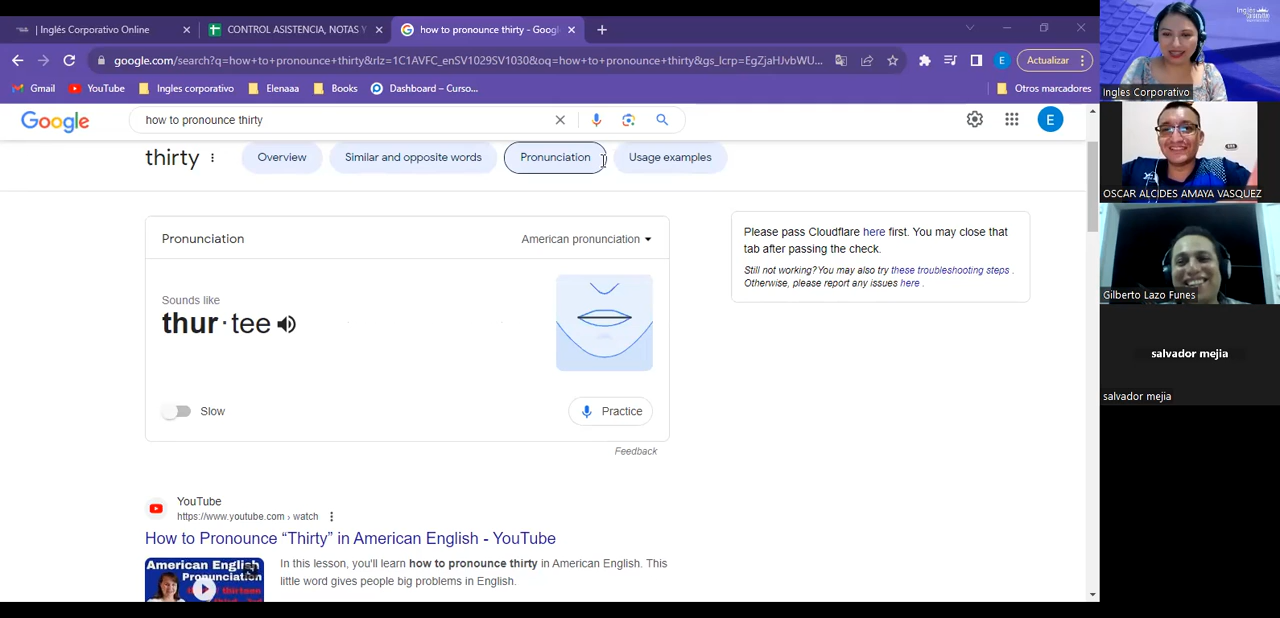 | Inglés Corporativo Online
CONTROL ASISTENCIA, NOTAS Y
how to pronounce thirty - Goog
google.com/search?q=how+to+pronounce+thirty&rlz=1C1AVFC_enSV1029SV1030&oq=how+to+pronounce+thirty&gs_lcrp=EgZjaHJvbWU...
Actualizar
Gmail
YouTube
Ingles corporativo
Elenaaa
Books
Dashboard – Curso...
Otros marcadores
Google
how to pronounce thirty
E
thirty
Overview
Similar and opposite words
Pronunciation
Usage examples
Pronunciation
American pronunciation
Sounds like
thur·tee
Slow
Practice
Feedback
Please pass Cloudflare here first. You may close that
tab after passing the check.
Still not working? You may also try these troubleshooting steps .
Otherwise, please report any issues here .
YouTube
https://www.youtube.com › watch
How to Pronounce “Thirty” in American English - YouTube
American English
Pronunciation
In this lesson, you'll learn how to pronounce thirty in American English. This
little word gives people big problems in English.
Ingles Corporativo
OSCAR ALCIDES AMAYA VASQUEZ
Gilberto Lazo Funes
salvador mejia
salvador mejia